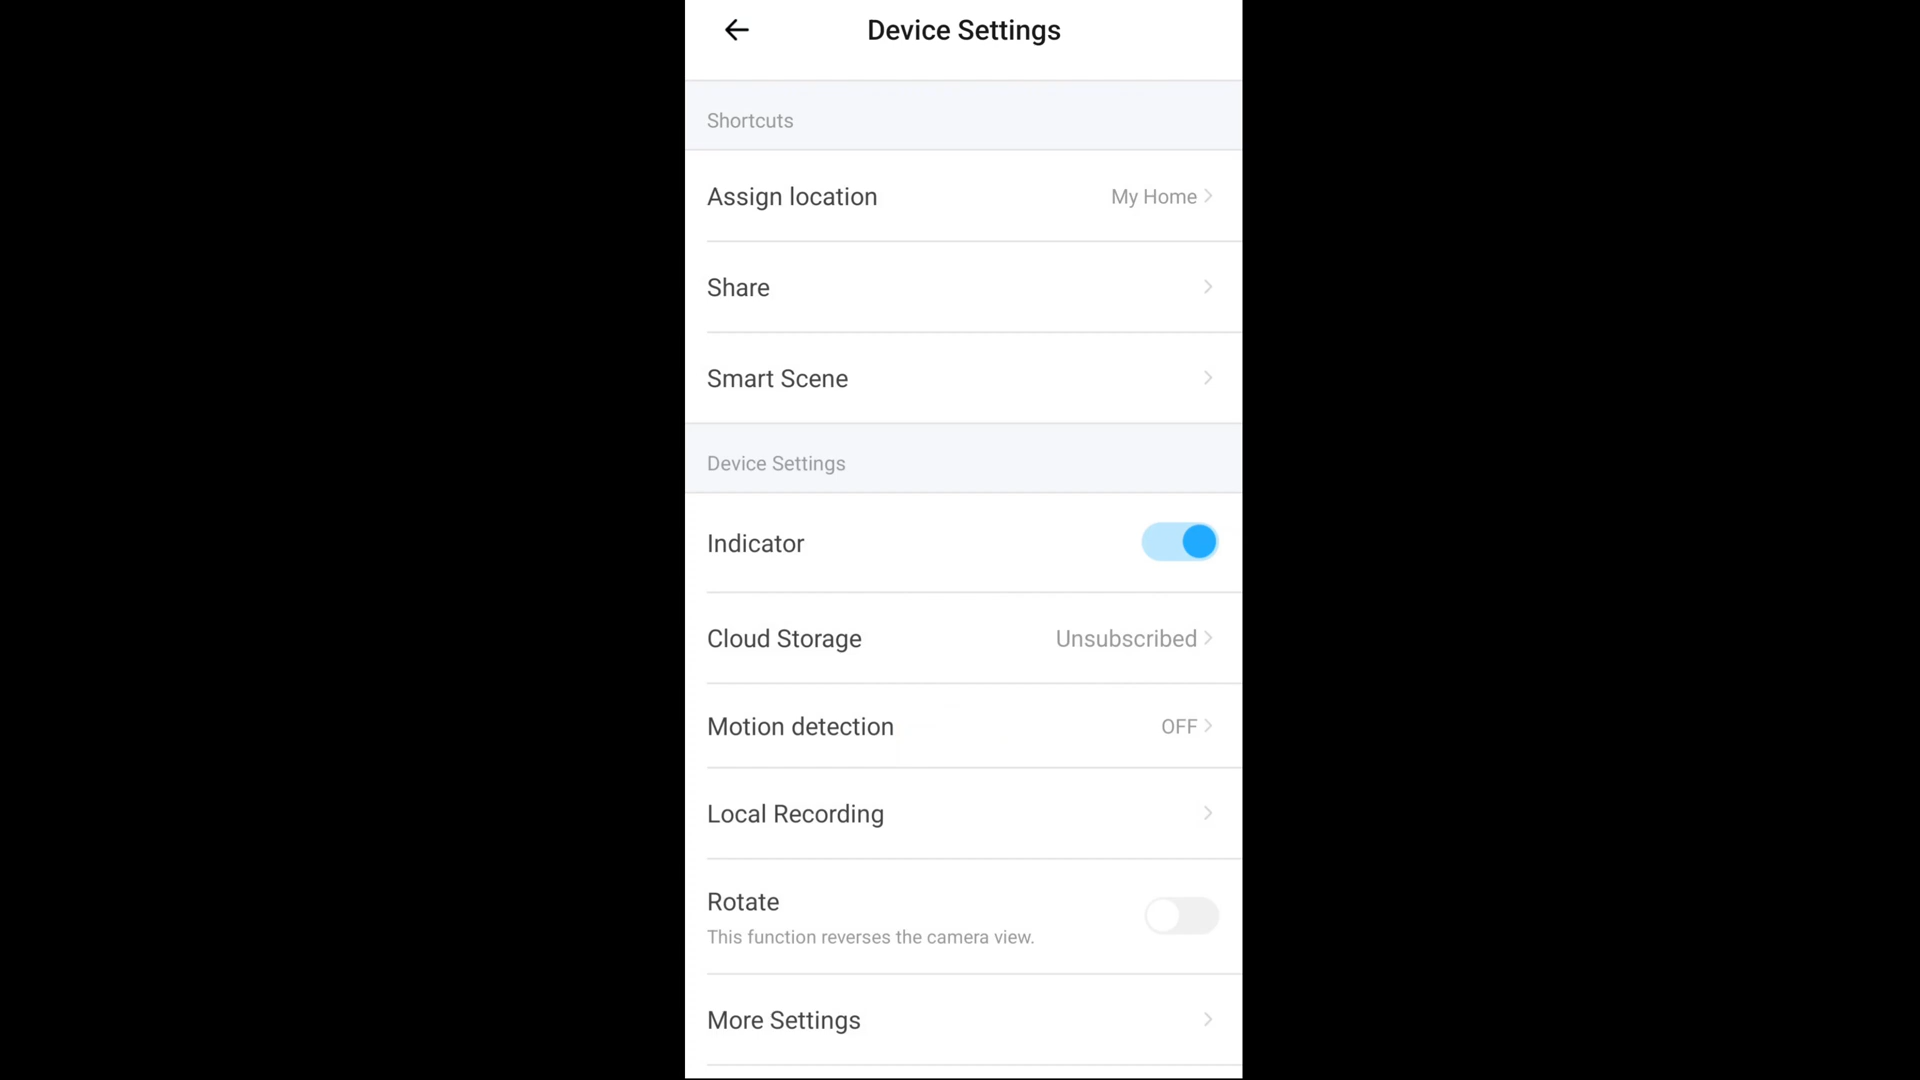 Device Settings
Shortcuts
Assign location My Home
Share
Smart Scene
Device Settings
Indicator
Cloud Storage Unsubscribed
Motion detection OFF
Local Recording
Rotate
This function reverses the camera view.
More Settings